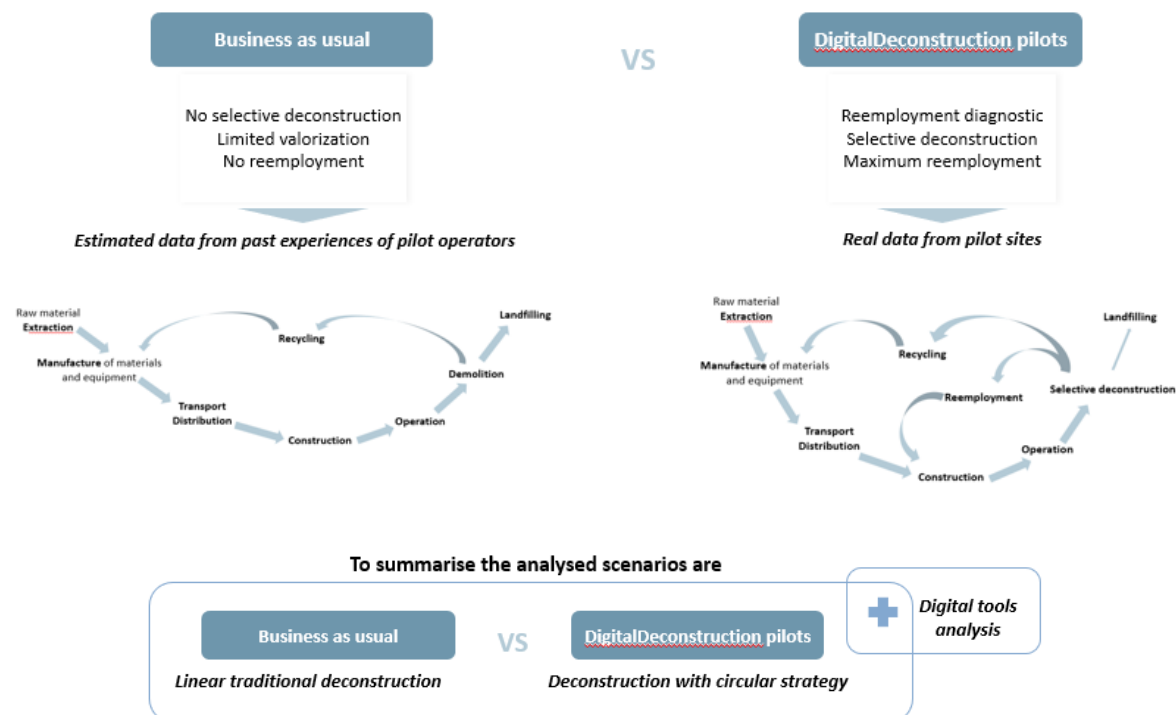 Business as usual
VS
DigitalDeconstruction pilots
No selective deconstruction
Limited valorization
No reemployment
Reemployment diagnostic
Selective deconstruction
Maximum reemployment
Estimated data from past experiences of pilot operators
Real data from pilot sites
Raw material
Extraction
Manufacture of materials
and equipment
Transport
Distribution
Construction
Operation
Demolition
Landfilling
Recycling
Raw material
Extraction
Manufacture of materials
and equipment
Transport
Distribution
Construction
Operation
Selective deconstruction
Landfilling
Recycling
Reemployment
To summarise the analysed scenarios are
Business as usual
VS
DigitalDeconstruction pilots
Digital tools
analysis
Linear traditional deconstruction
Deconstruction with circular strategy